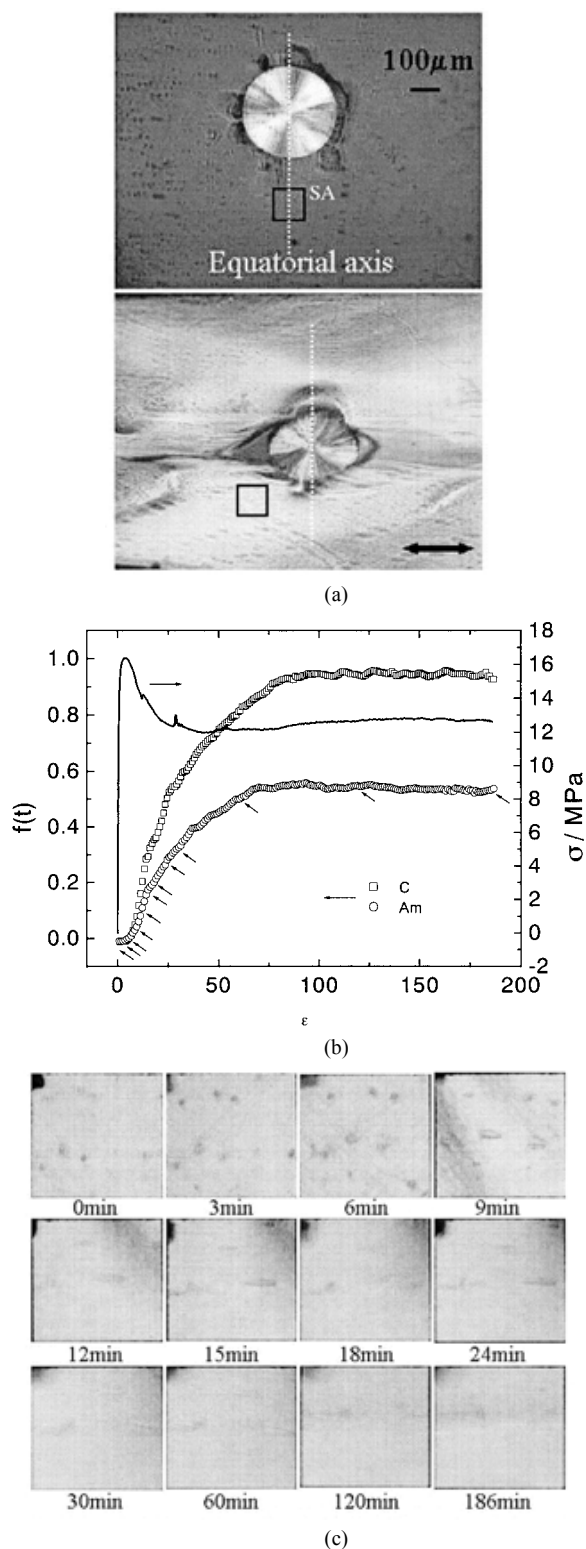 100μm
SA
Equatorial axis
(a)
f(t)
1.0
0.8
0.6
0.4
0.2
0.0
18
16
14
12
10
8
6
4
2
0
-2
σ / MPa
C
Am
0 50 100 150 200
ε
(b)
0min 3min 6min 9min
12min 15min 18min 24min
30min 60min 120min 186min
(c)